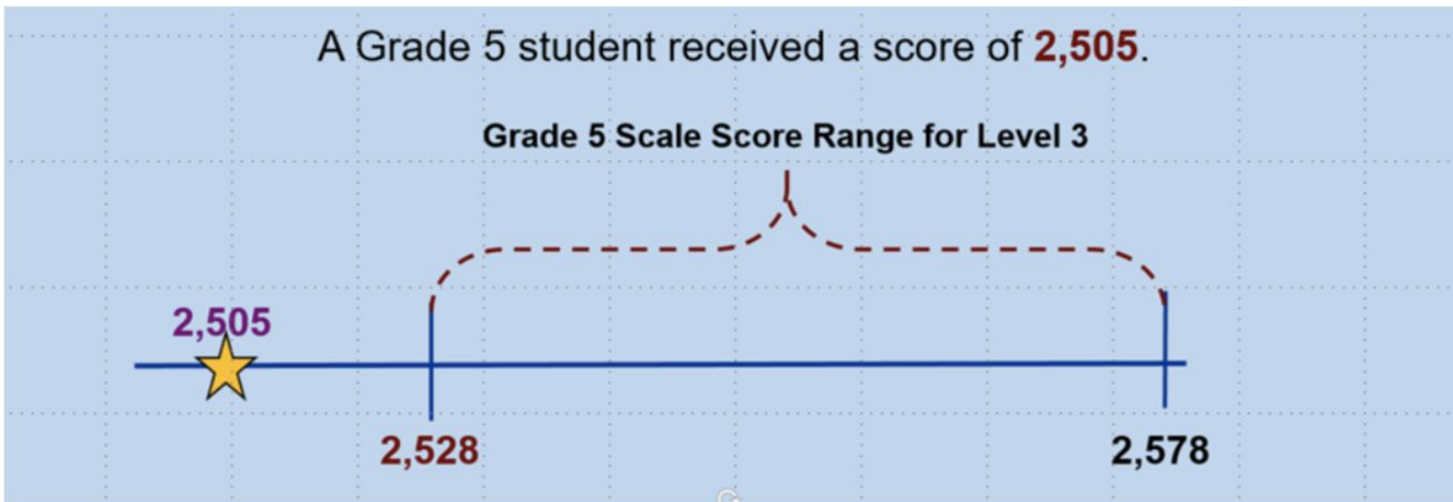 A Grade 5 student received a score of 2,505.
Grade 5 Scale Score Range for Level 3
2,505
2,528
2,578